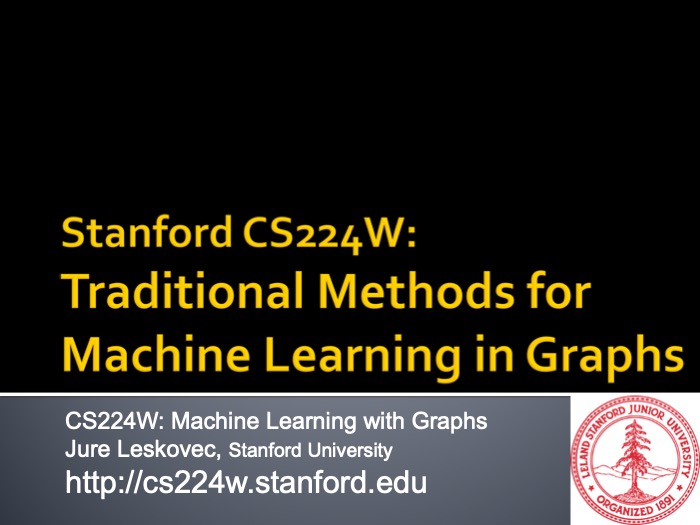 Stanford CS224W:
Traditional Methods for
Machine Learning in Graphs
CS224W: Machine Learning with Graphs
Jure Leskovec, Stanford University
http://cs224w.stanford.edu
LELAND STANFORD JUNIOR UNIVERSITY
ORGANIZED 1891